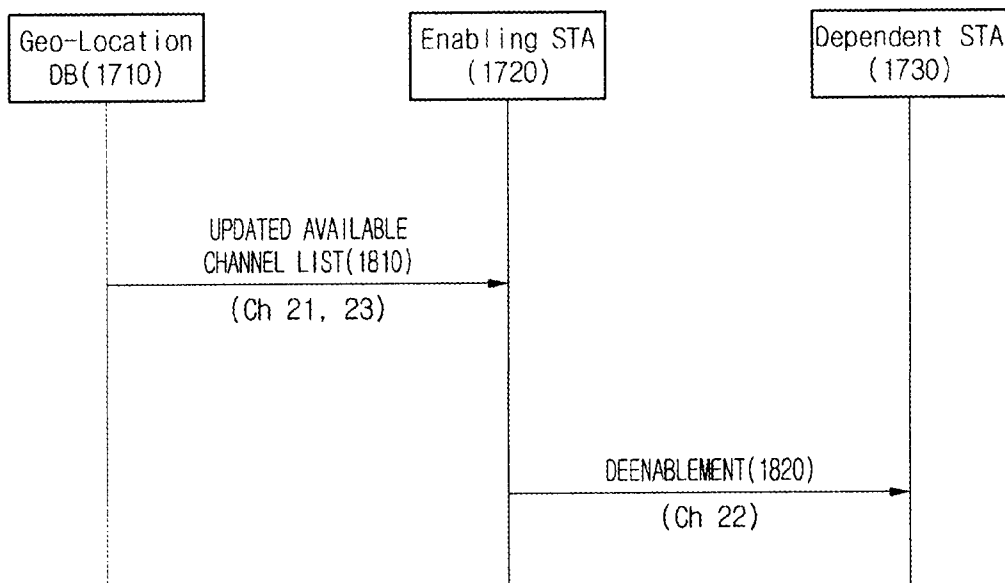 Geo-Location
DB(1710)
Enabling STA
(1720)
Dependent STA
(1730)
UPDATED AVAILABLE
CHANNEL LIST(1810)
(Ch 21, 23)
DEENABLEMENT(1820)
(Ch 22)